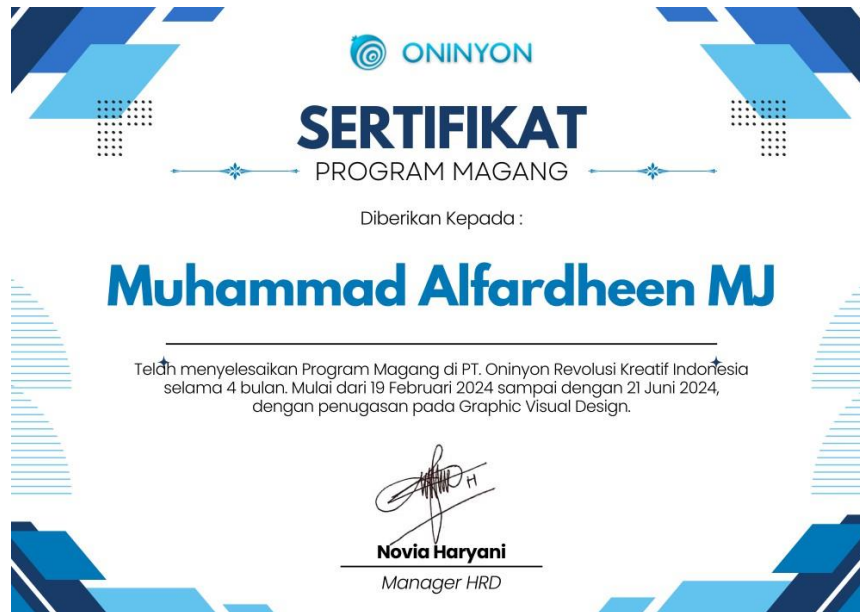 ONINYON
SERTIFIKAT
PROGRAM MAGANG
Diberikan Kepada :
Muhammad Alfardheen MJ
Telah menyelesaikan Program Magang di PT. Oninyon Revolusi Kreatif Indonesia
selama 4 bulan. Mulai dari 19 Februari 2024 sampai dengan 21 Juni 2024,
dengan penugasan pada Graphic Visual Design.
Novia Haryani
Manager HRD